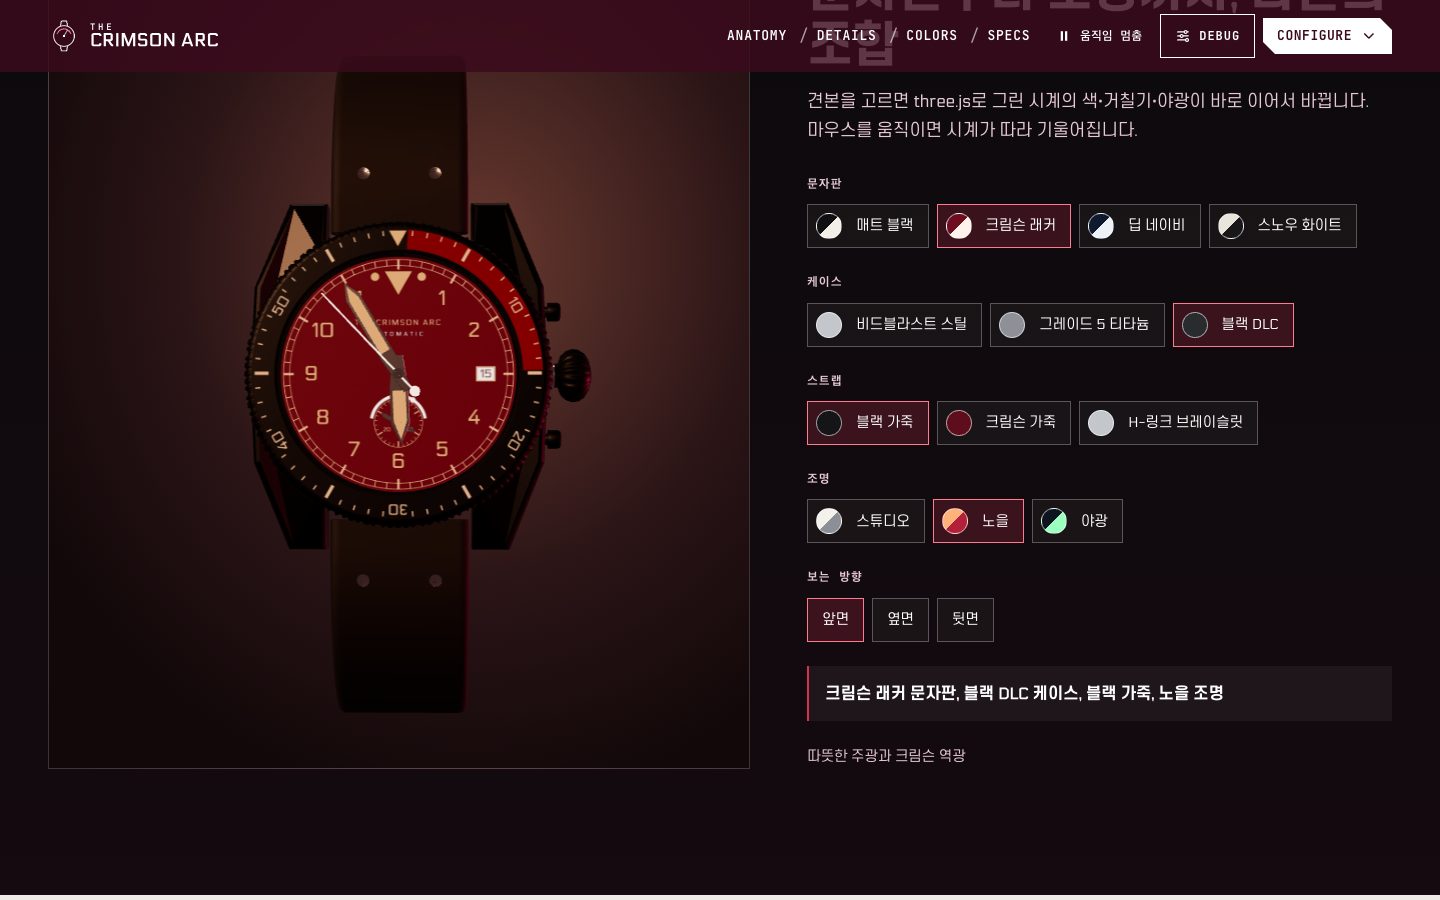 THE
CRIMSON ARC
ANATOMY / DETAILS / COLORS / SPECS
움직임 멈춤
DEBUG
CONFIGURE
조합
견본을 고르면 three.js로 그린 시계의 색·거칠기·야광이 바로 이어서 바뀝니다.
마우스를 움직이면 시계가 따라 기울어집니다.
문자판
매트 블랙
크림슨 래커
딥 네이비
스노우 화이트
케이스
비드블라스트 스틸
그레이드 5 티타늄
블랙 DLC
스트랩
블랙 가죽
크림슨 가죽
H-링크 브레이슬릿
조명
스튜디오
노을
야광
보는 방향
앞면
옆면
뒷면
크림슨 래커 문자판, 블랙 DLC 케이스, 블랙 가죽, 노을 조명
따뜻한 주광과 크림슨 역광
50
10
20
30
1
10
2
CRIMSON ARC
9
15
8
4
7
5
6